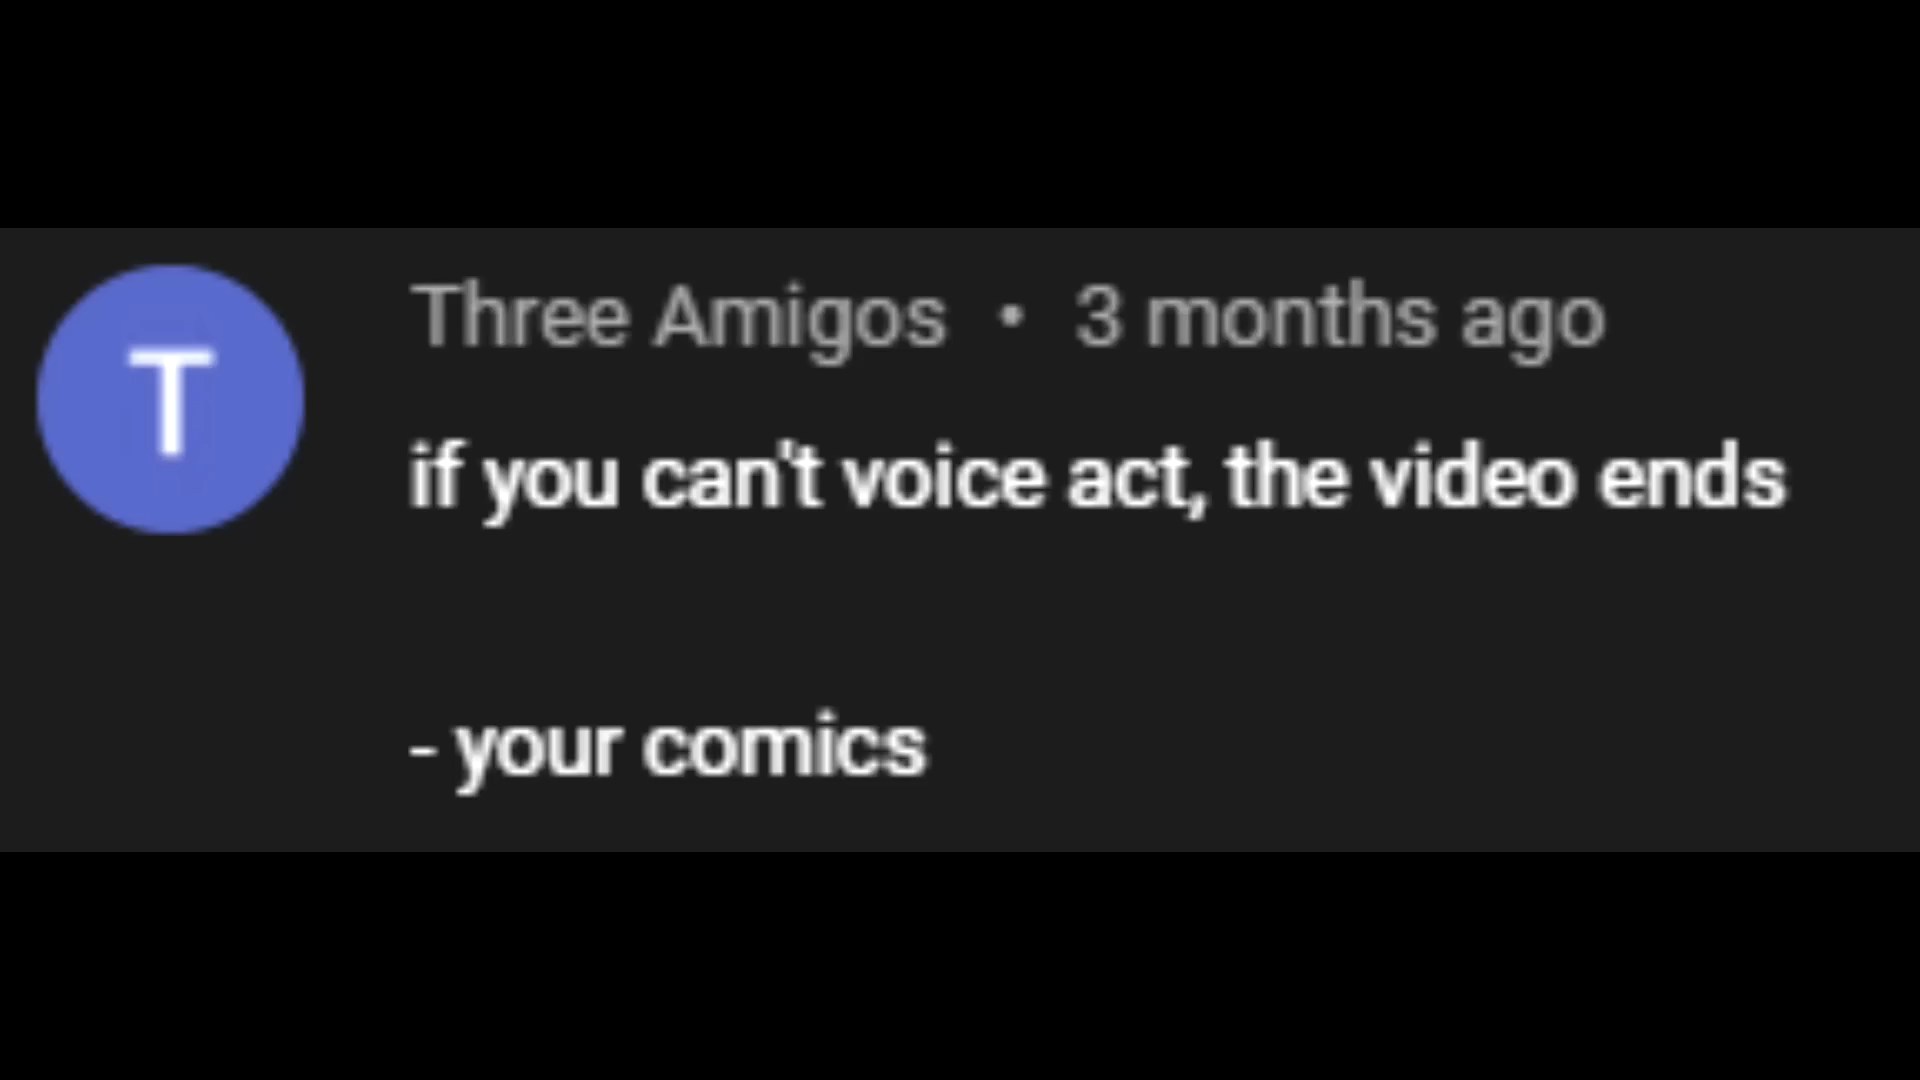 T
Three Amigos • 3 months ago
if you can't voice act, the video ends
- your comics